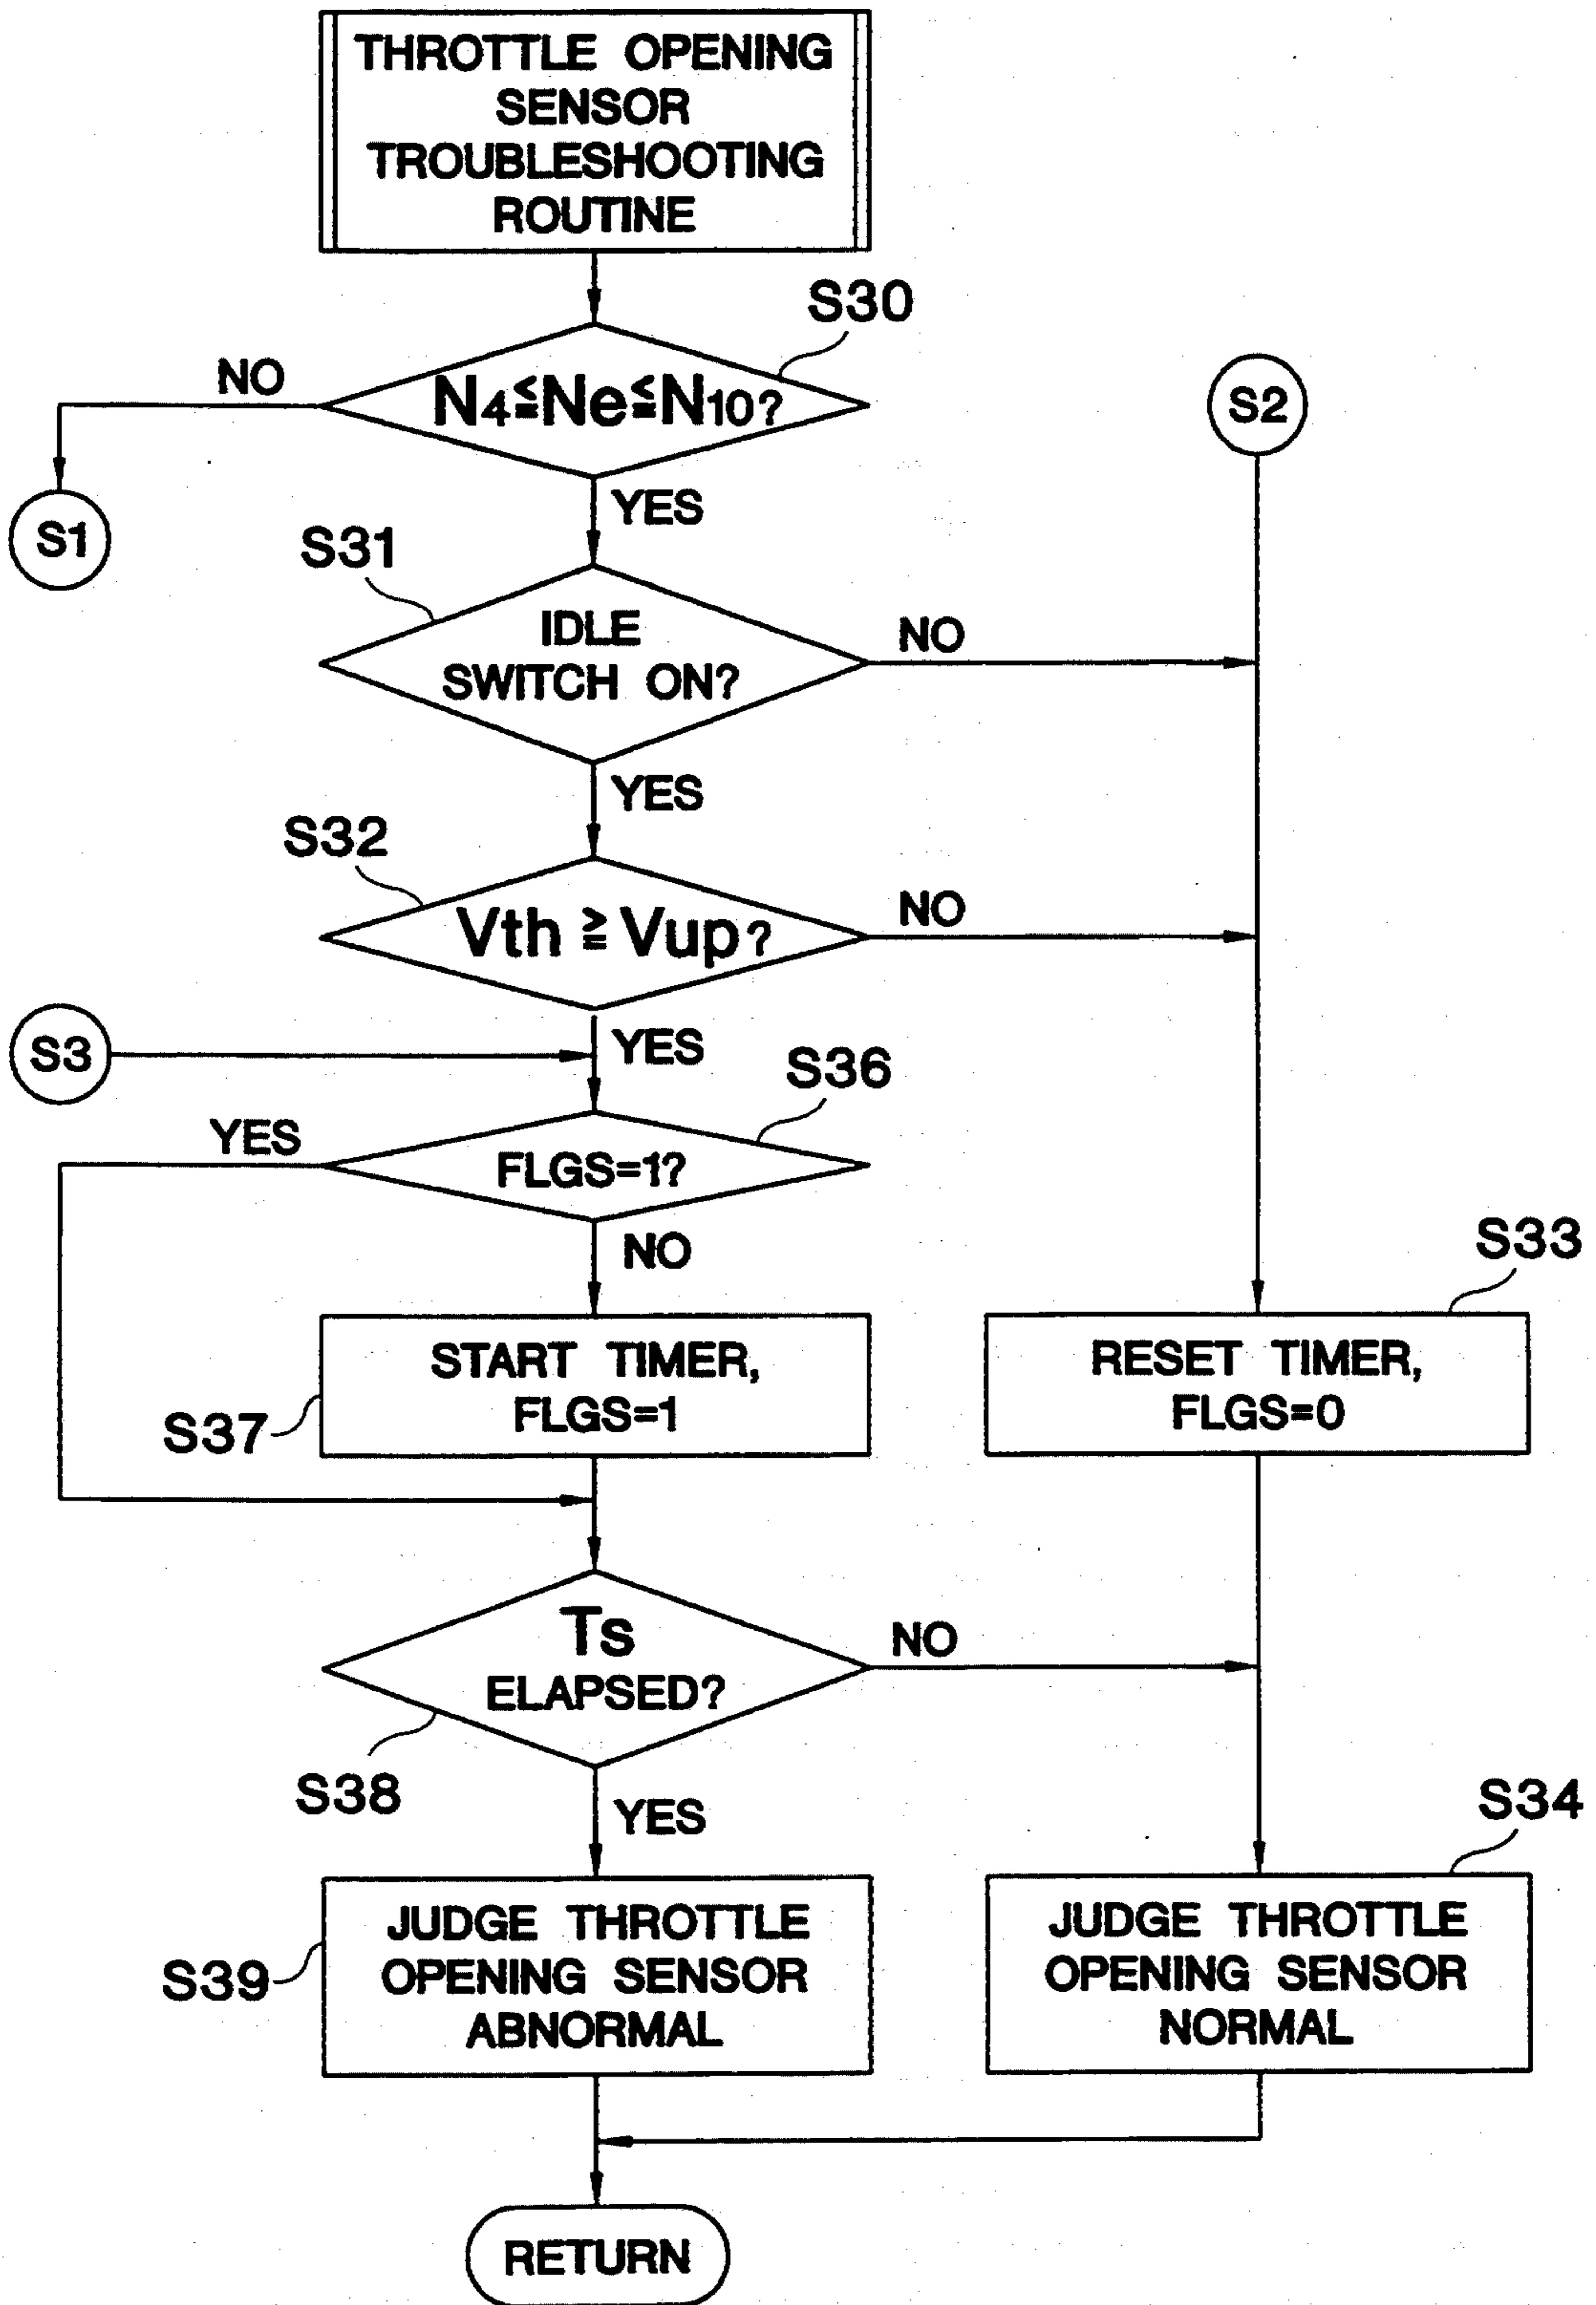 THROTTLE OPENING
SENSOR
TROUBLESHOOTING
ROUTINE
S30
NO
N4≦Ne≦N10?
S2
YES
S1
S31
IDLE
SWITCH ON?
NO
YES
S32
Vth ≧ Vup?
NO
S3
YES
S36
YES
FLGS=1?
NO
S33
START TIMER,
FLGS=1
RESET TIMER,
FLGS=0
S37
Ts
ELAPSED?
NO
S38
YES
S34
JUDGE THROTTLE
OPENING SENSOR
ABNORMAL
S39
JUDGE THROTTLE
OPENING SENSOR
NORMAL
RETURN